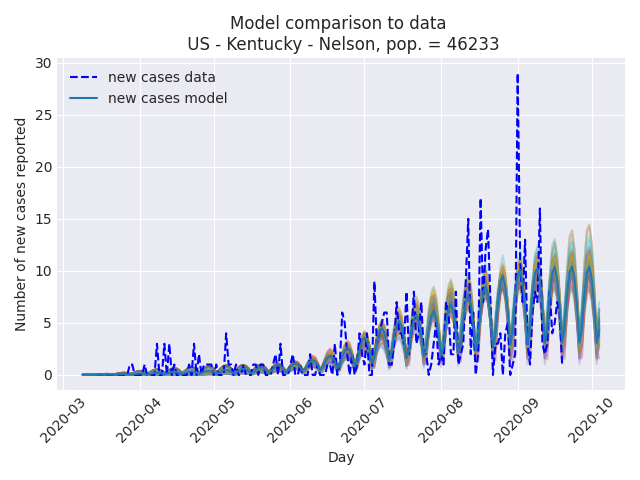 Model comparison to data
US - Kentucky - Nelson, pop. = 46233
30
25
20
15
10
5
0
new cases data
new cases model
Number of new cases reported
2020-03
2020-04
2020-05
2020-06
2020-07
2020-08
2020-09
2020-10
Day